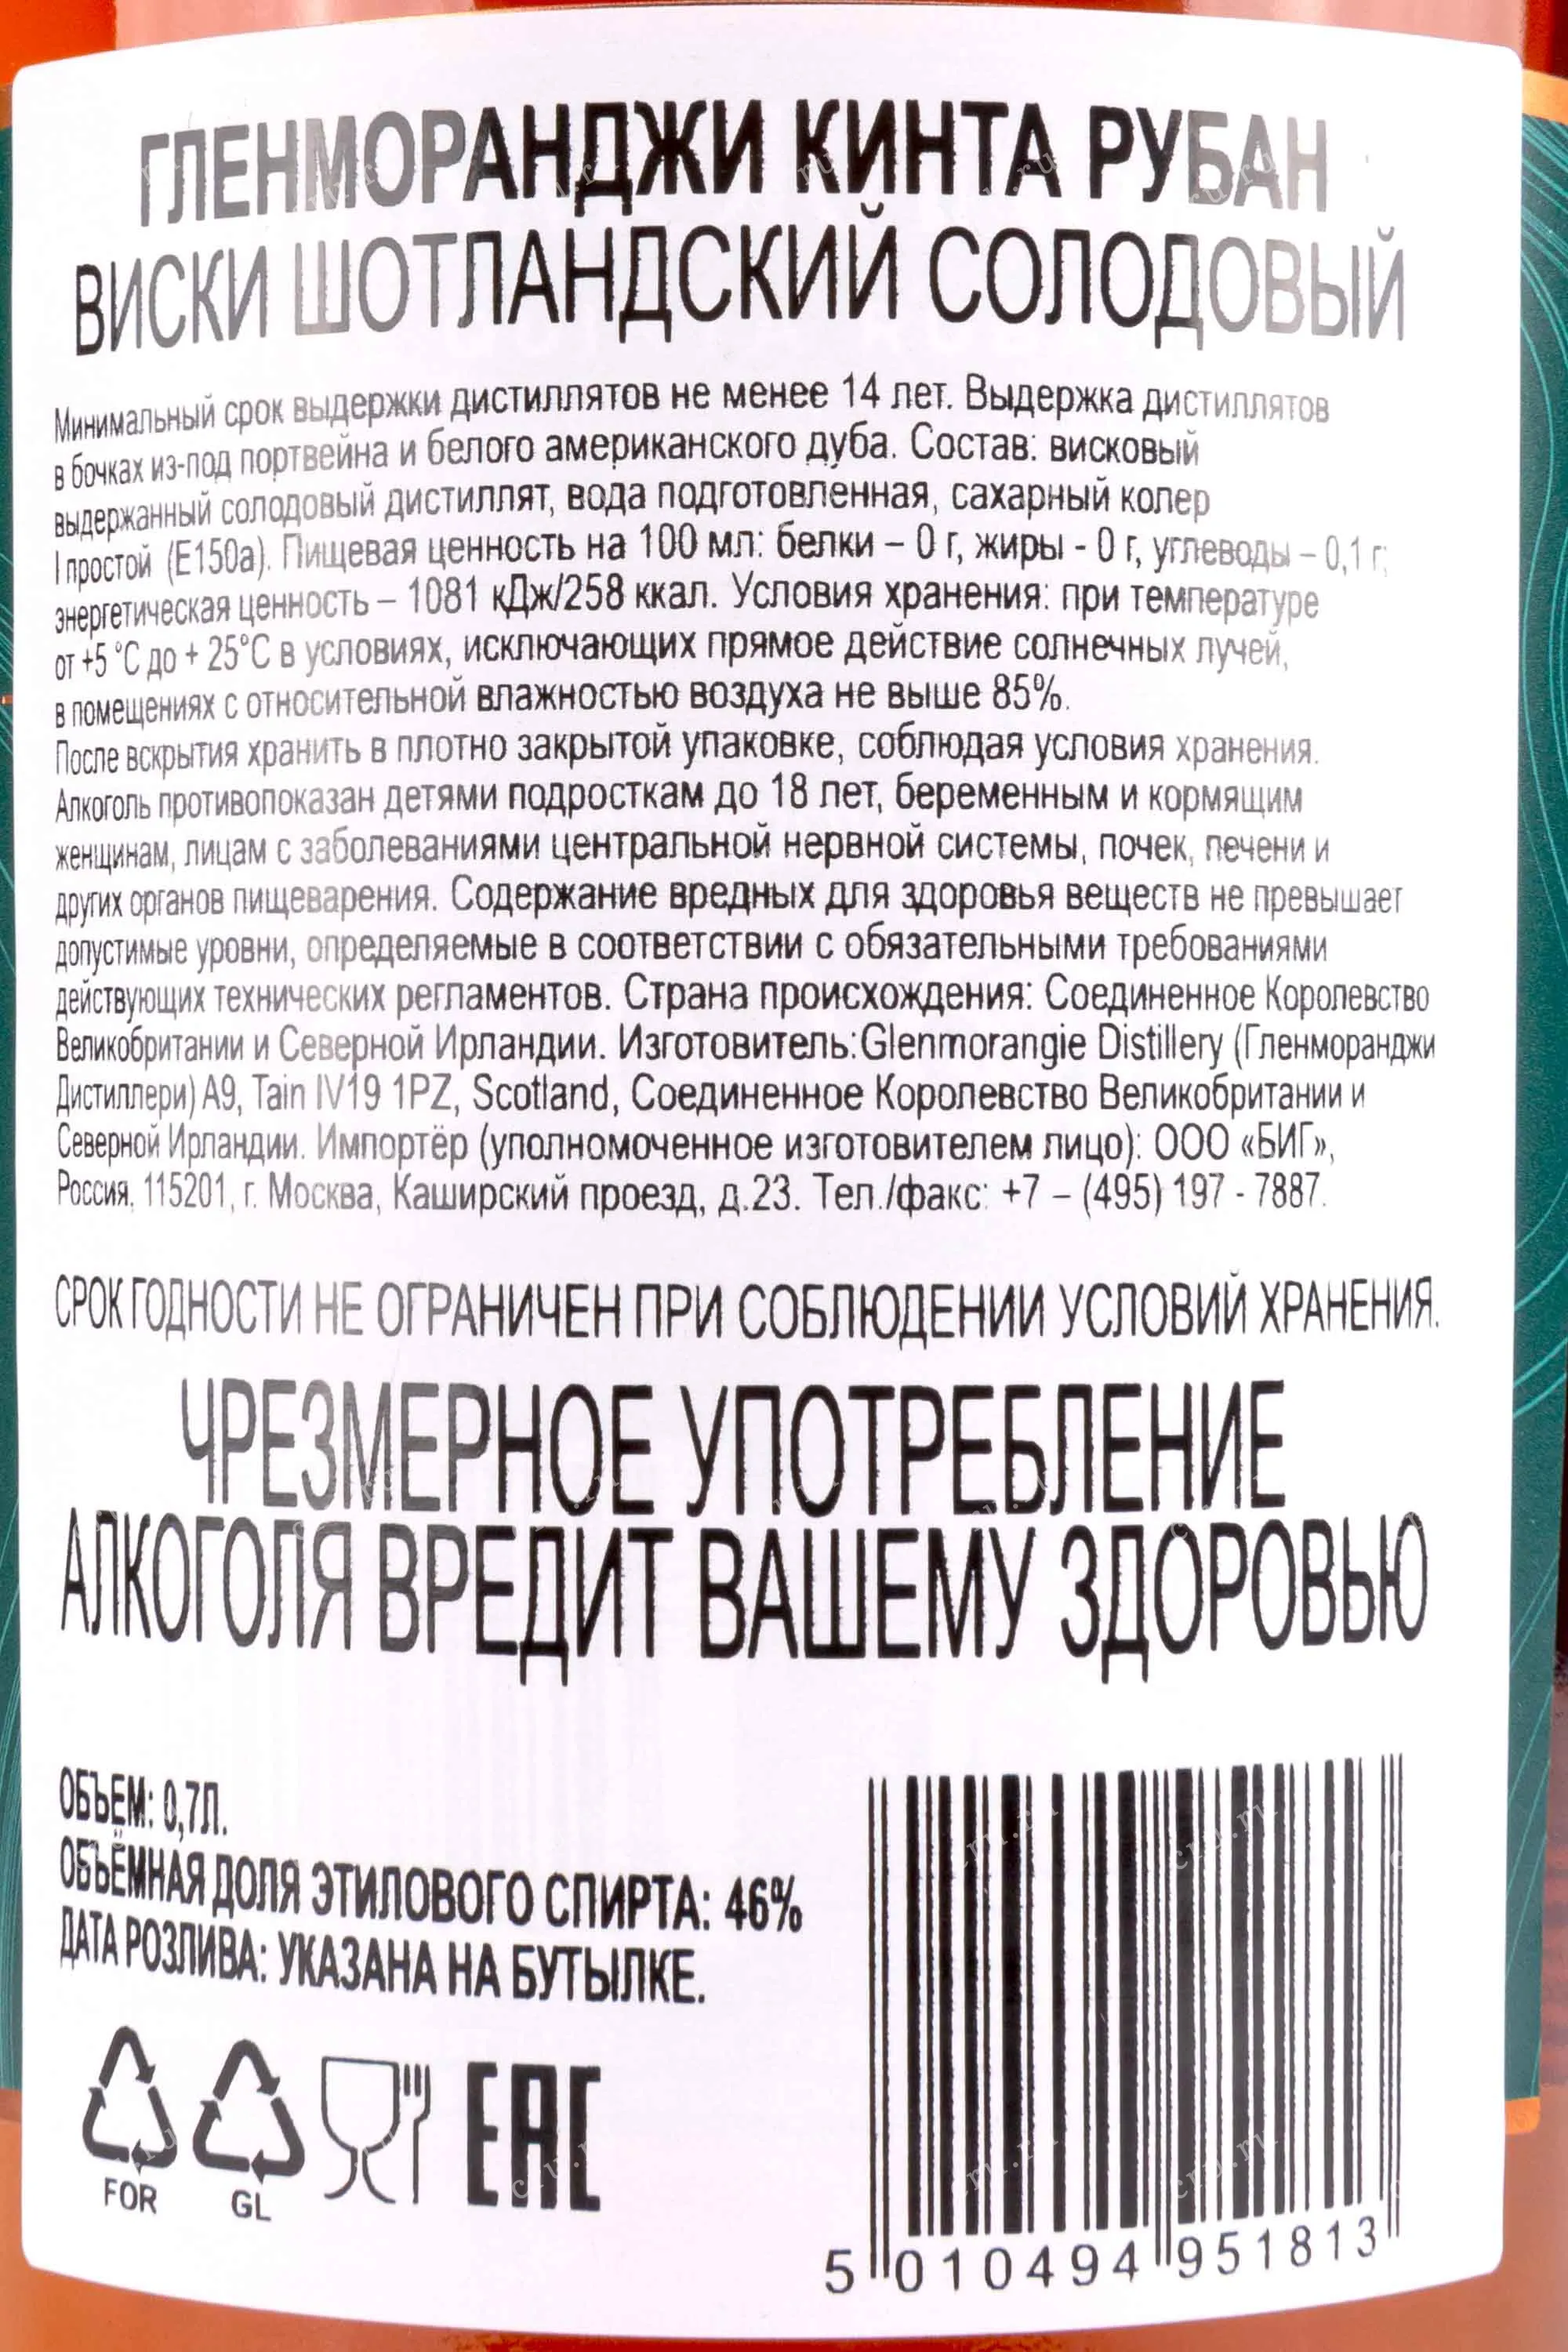 ГЛЕНМОРАНДЖИ КИНТА РУБАН
ВИСКИ ШОТЛАНДСКИЙ СОЛОДОВЫЙ
Минимальный срок выдержки дистиллятов не менее 14 лет. Выдержка дистиллятов
в бочках из-под портвейна и белого американского дуба. Состав: висковый
выдержанный солодовый дистиллят, вода подготовленная, сахарный колер
I простой (Е150а). Пищевая ценность на 100 мл: белки – 0 г, жиры - 0 г, углеводы – 0,1 г;
энергетическая ценность – 1081 кДж/258 ккал. Условия хранения: при температуре
от +5 °С до + 25°С в условиях, исключающих прямое действие солнечных лучей,
в помещениях с относительной влажностью воздуха не выше 85%.
После вскрытия хранить в плотно закрытой упаковке, соблюдая условия хранения.
Алкоголь противопоказан детями подросткам до 18 лет, беременным и кормящим
женщинам, лицам с заболеваниями центральной нервной системы, почек, печени и
других органов пищеварения. Содержание вредных для здоровья веществ не превышает
допустимые уровни, определяемые в соответствии с обязательными требованиями
действующих технических регламентов. Страна происхождения: Соединенное Королевство
Великобритании и Северной Ирландии. Изготовитель:Glenmorangie Distillery (Гленморанджи
Дистиллери) A9, Tain IV19 1PZ, Scotland, Соединенное Королевство Великобритании и
Северной Ирландии. Импортёр (уполномоченное изготовителем лицо): ООО «БИГ»,
Россия, 115201, г. Москва, Каширский проезд, д.23. Тел./факс: +7 – (495) 197 - 7887.
СРОК ГОДНОСТИ НЕ ОГРАНИЧЕН ПРИ СОБЛЮДЕНИИ УСЛОВИЙ ХРАНЕНИЯ.
ЧРЕЗМЕРНОЕ УПОТРЕБЛЕНИЕ
АЛКОГОЛЯ ВРЕДИТ ВАШЕМУ ЗДОРОВЬЮ
ОБЪЕМ: 0,7Л.
ОБЪЁМНАЯ ДОЛЯ ЭТИЛОВОГО СПИРТА: 46%
ДАТА РОЗЛИВА: УКАЗАНА НА БУТЫЛКЕ.
FOR GL EAC
5 010494 951813